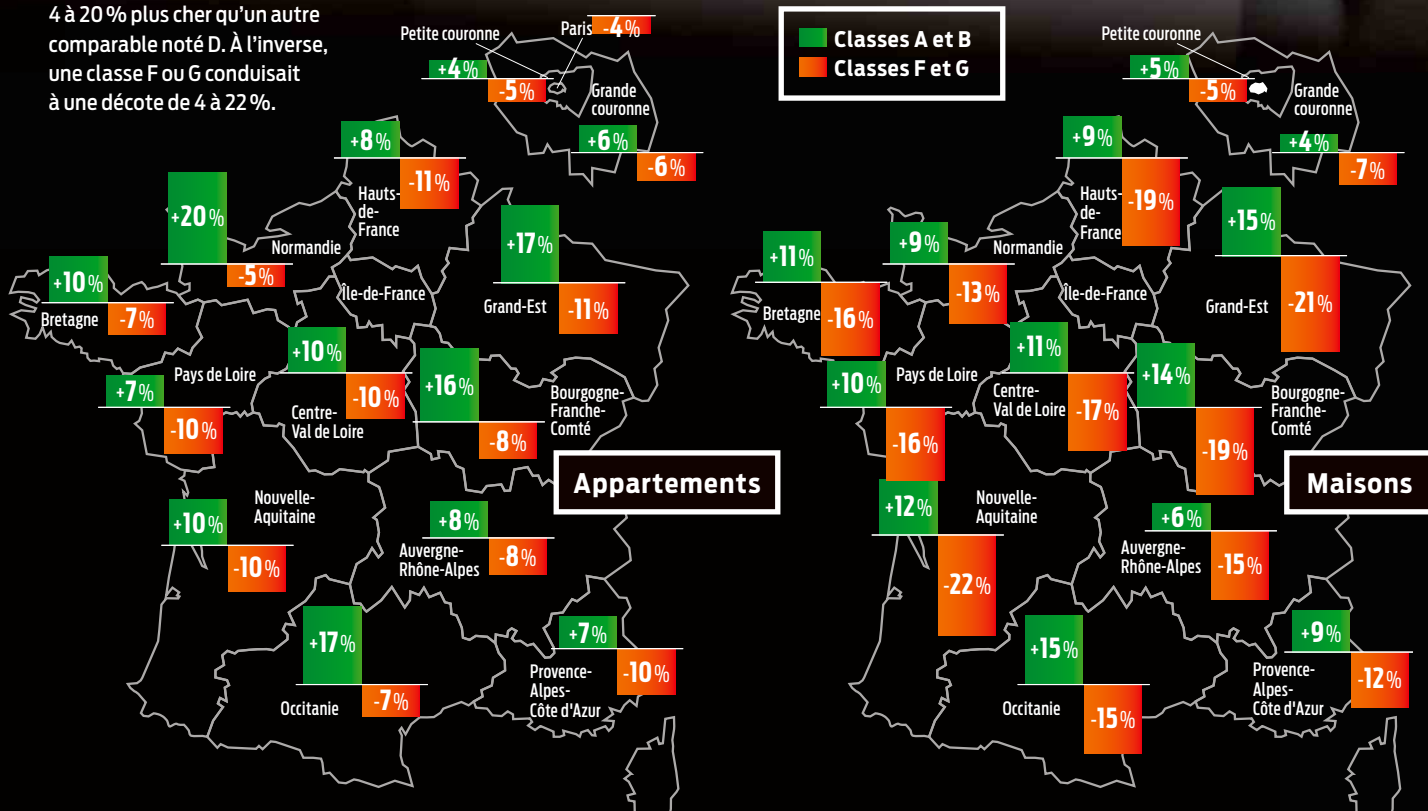 4 à 20 % plus cher qu’un autre
comparable noté D. À l’inverse,
une classe F ou G conduisait
à une décote de 4 à 22 %.
Classes A et B
Classes F et G
Appartements
Petite couronne
+4 %
-5 %
Paris
-4 %
Grande
couronne
+6 %
-6 %
+8 %
-11 %
Hauts-
de-
France
+20 %
-5 %
Normandie
+10 %
-7 %
Bretagne
Île-de-France
+17 %
-11 %
Grand-Est
+7 %
-10 %
Pays de Loire
+10 %
-10 %
Centre-
Val de Loire
+16 %
-8 %
Bourgogne-
Franche-
Comté
+10 %
-10 %
Nouvelle-
Aquitaine
+8 %
-8 %
Auvergne-
Rhône-Alpes
+17 %
-7 %
Occitanie
+7 %
-10 %
Provence-
Alpes-
Côte d'Azur
Maisons
Petite couronne
+5 %
-5 %
Grande
couronne
+4 %
-7 %
+9 %
-19 %
Hauts-
de-
France
+9 %
-13 %
Normandie
+11 %
-16 %
Bretagne
Île-de-France
+15 %
-21 %
Grand-Est
+10 %
-16 %
Pays de Loire
+11 %
-17 %
Centre-
Val de Loire
+14 %
-19 %
Bourgogne-
Franche-
Comté
+12 %
-22 %
Nouvelle-
Aquitaine
+6 %
-15 %
Auvergne-
Rhône-Alpes
+15 %
-15 %
Occitanie
+9 %
-12 %
Provence-
Alpes-
Côte d'Azur